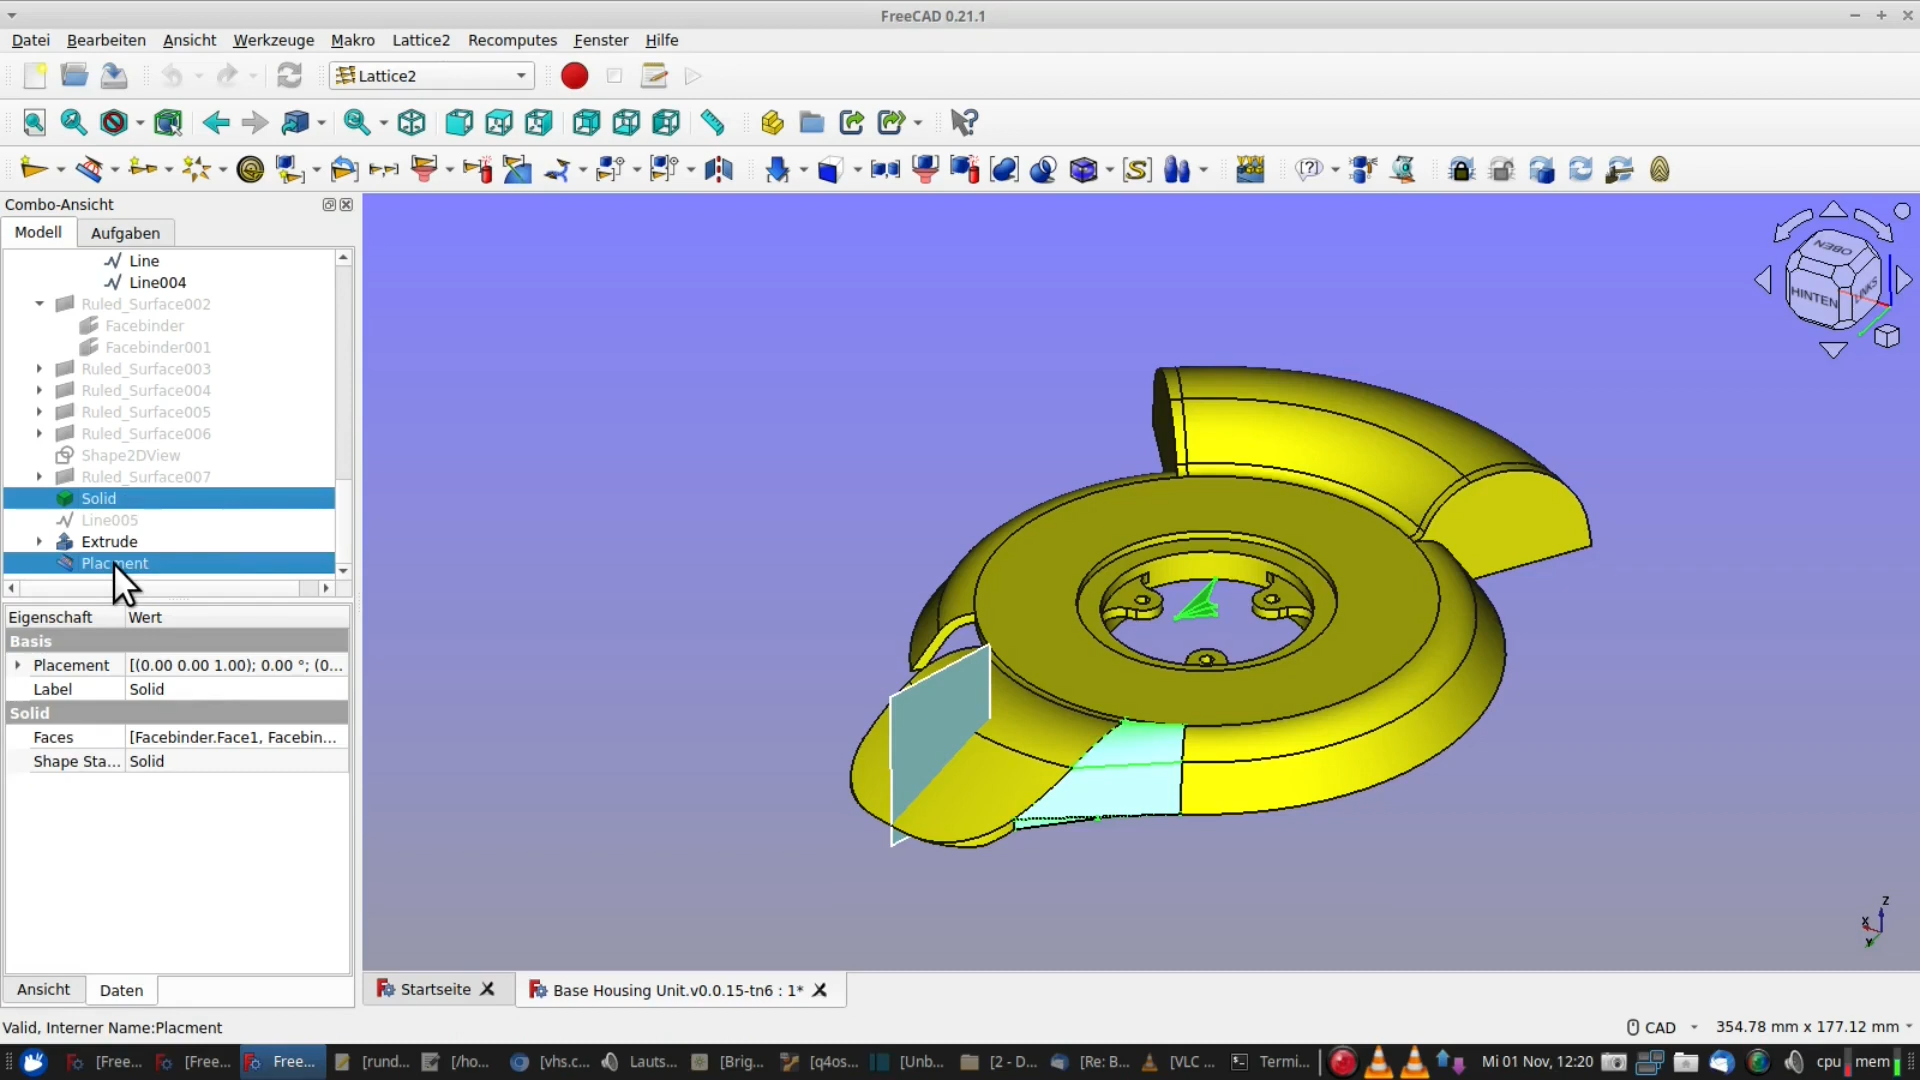 FreeCAD 0.21.1
Datei Bearbeiten Ansicht Werkzeuge Makro Lattice2 Recomputes Fenster Hilfe
Lattice2
Combo-Ansicht
Modell Aufgaben
Line
Line004
Ruled_Surface002
Facebinder
Facebinder001
Ruled_Surface003
Ruled_Surface004
Ruled_Surface005
Ruled_Surface006
Shape2DView
Ruled_Surface007
Solid
Line005
Extrude
Placment
Eigenschaft Wert
Basis
Placement [(0.00 0.00 1.00); 0.00 °; (0...
Label Solid
Solid
Faces [Facebinder.Face1, Facebin...
Shape Sta... Solid
Ansicht Daten
OBEN
HINTEN
LINKS
Z
X
Y
Startseite
Base Housing Unit.v0.0.15-tn6 : 1*
Valid, Interner Name:Placment
CAD
354.78 mm x 177.12 mm
[Free... [Free... Free... [rund... [/ho... [vhs.c... Lauts... [Brig... [q4os... [Unb... [2 - D... [Re: B... [VLC ... Termi... Mi 01 Nov, 12:20 cpu mem